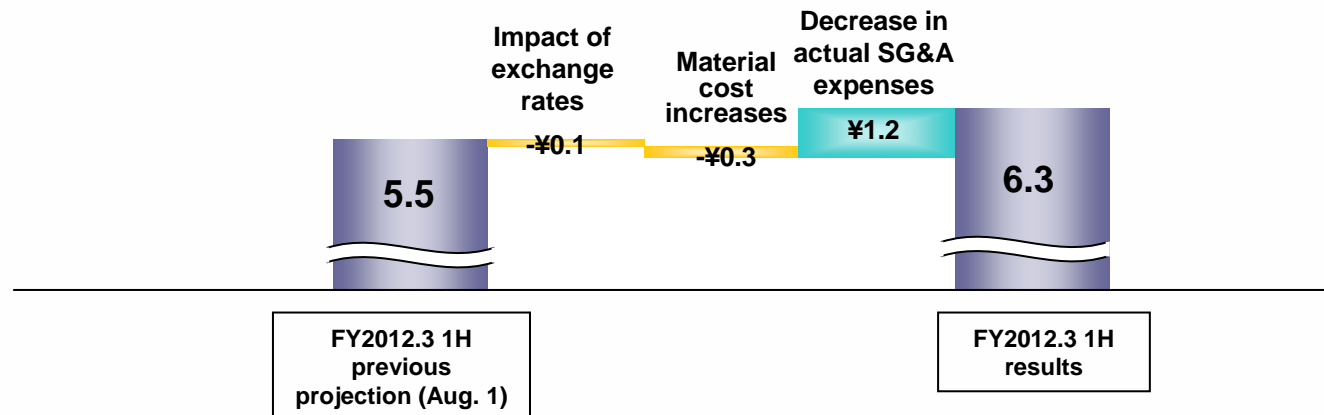 Impact of
exchange
rates
Material
cost
increases
Decrease in
actual SG&A
expenses
5.5
-¥0.1
-¥0.3
¥1.2
6.3
FY2012.3 1H
previous
projection (Aug. 1)
FY2012.3 1H
results